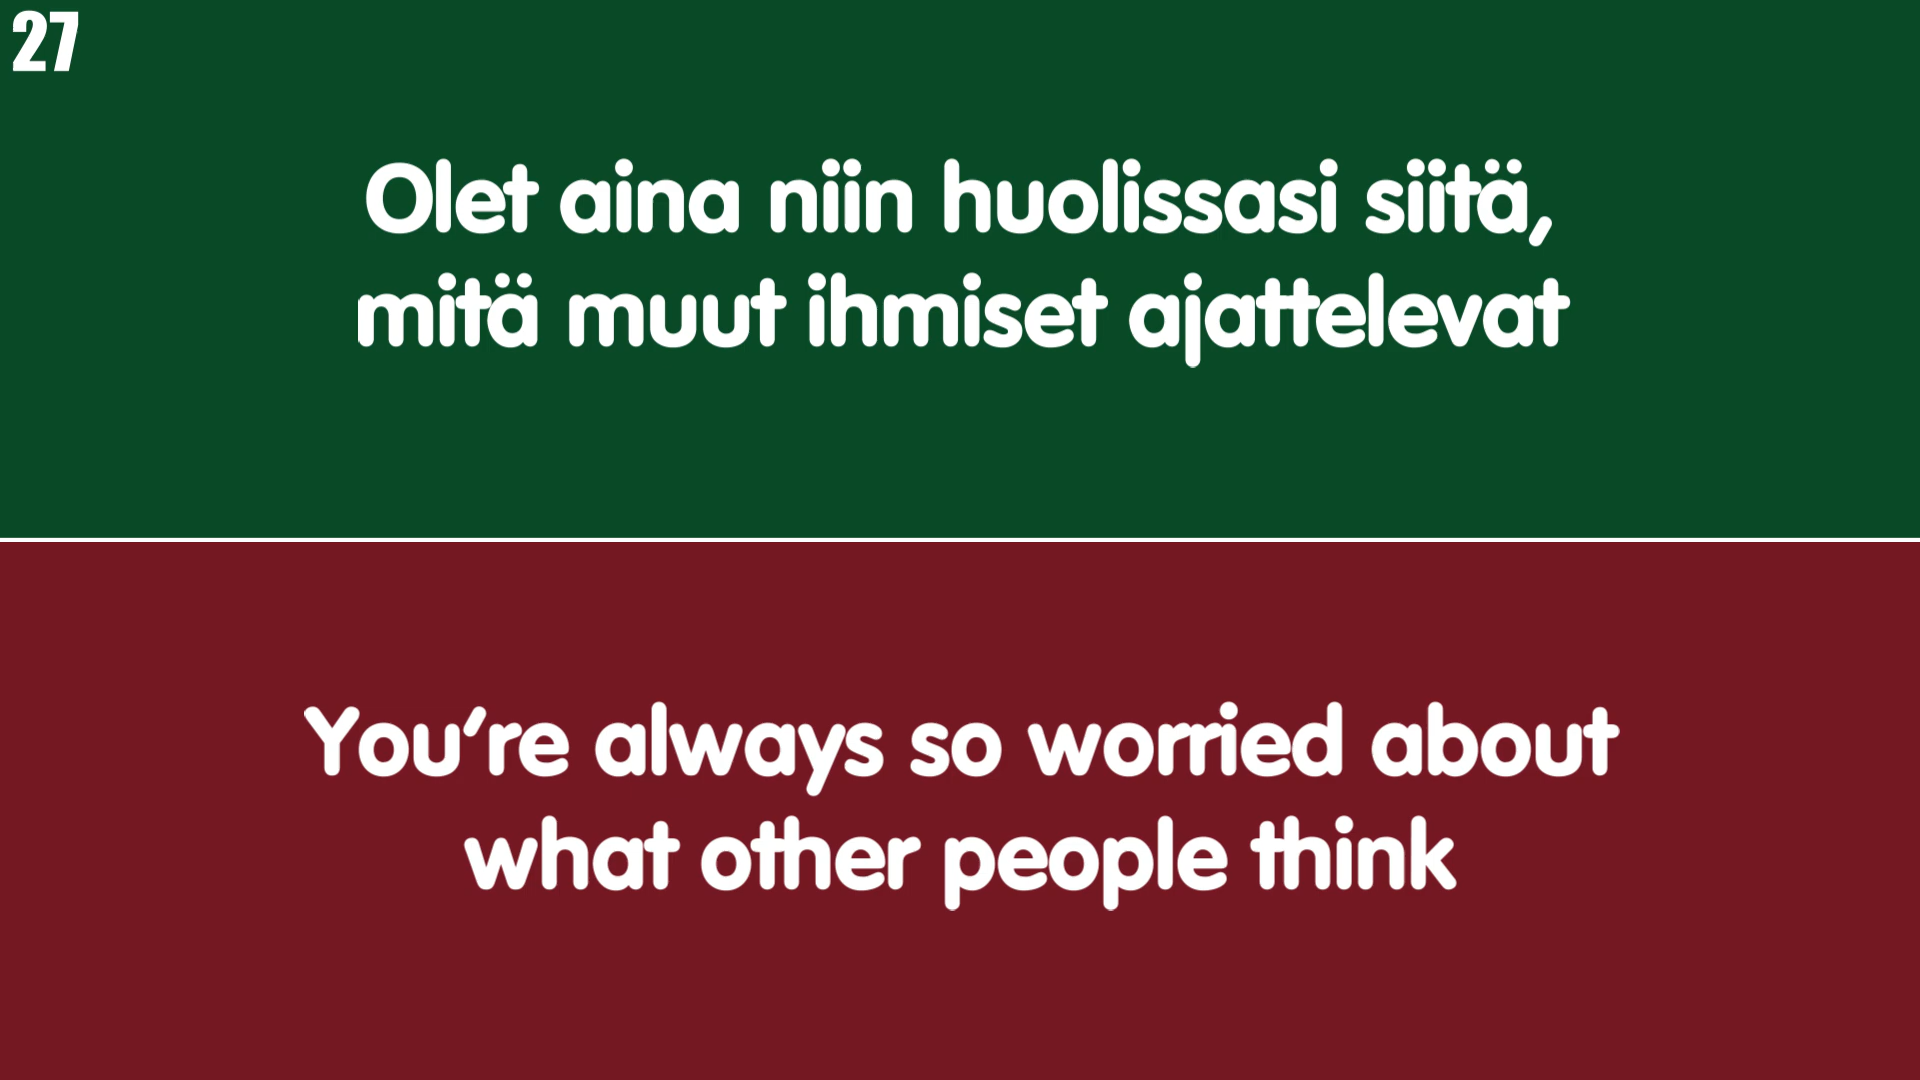 27
Olet aina niin huolissasi siitä,
mitä muut ihmiset ajattelevat
You're always so worried about
what other people think